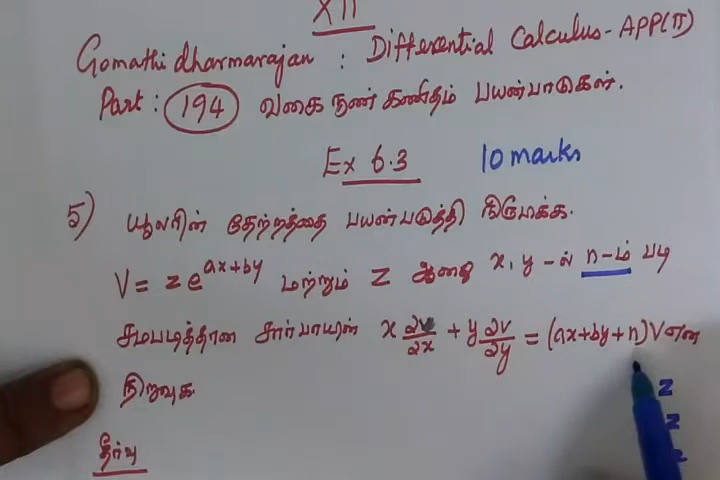 XII
Gomathi dharmarajan : Differential Calculus - APP(II)
Part : 194 வகை நுண் கணிதம் பயன்பாடுகள்.
Ex 6.3 10 marks
5) யூலரின் தேற்றத்தை பயன்படுத்தி நிரூபிக்க.
V = z e^{ax+by} மற்றும் Z ஆனது x, y - ல் n-ம் படி
சமபடித்தான சார்பாயின் x ∂v/∂x + y ∂v/∂y = (ax+by+n)V என
நிறுவுக.
தீர்வு
z
z